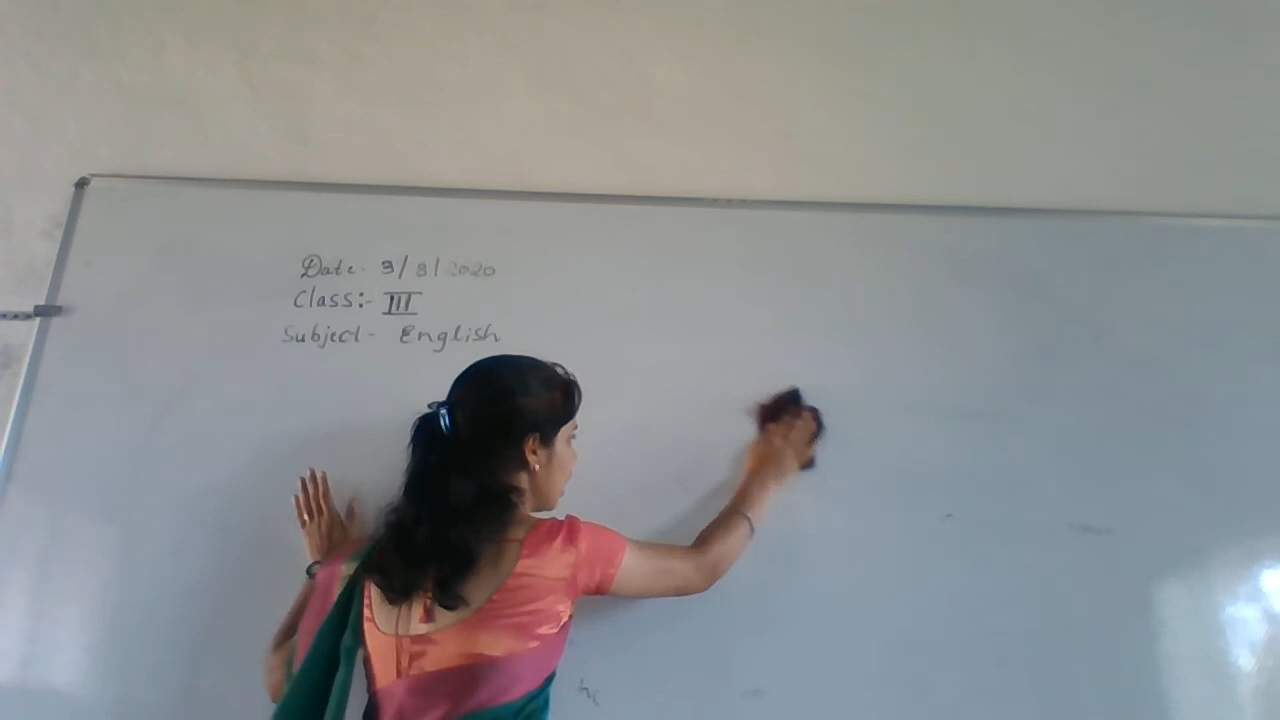 Date - 3/8/2020
Class:- III
Subject - English